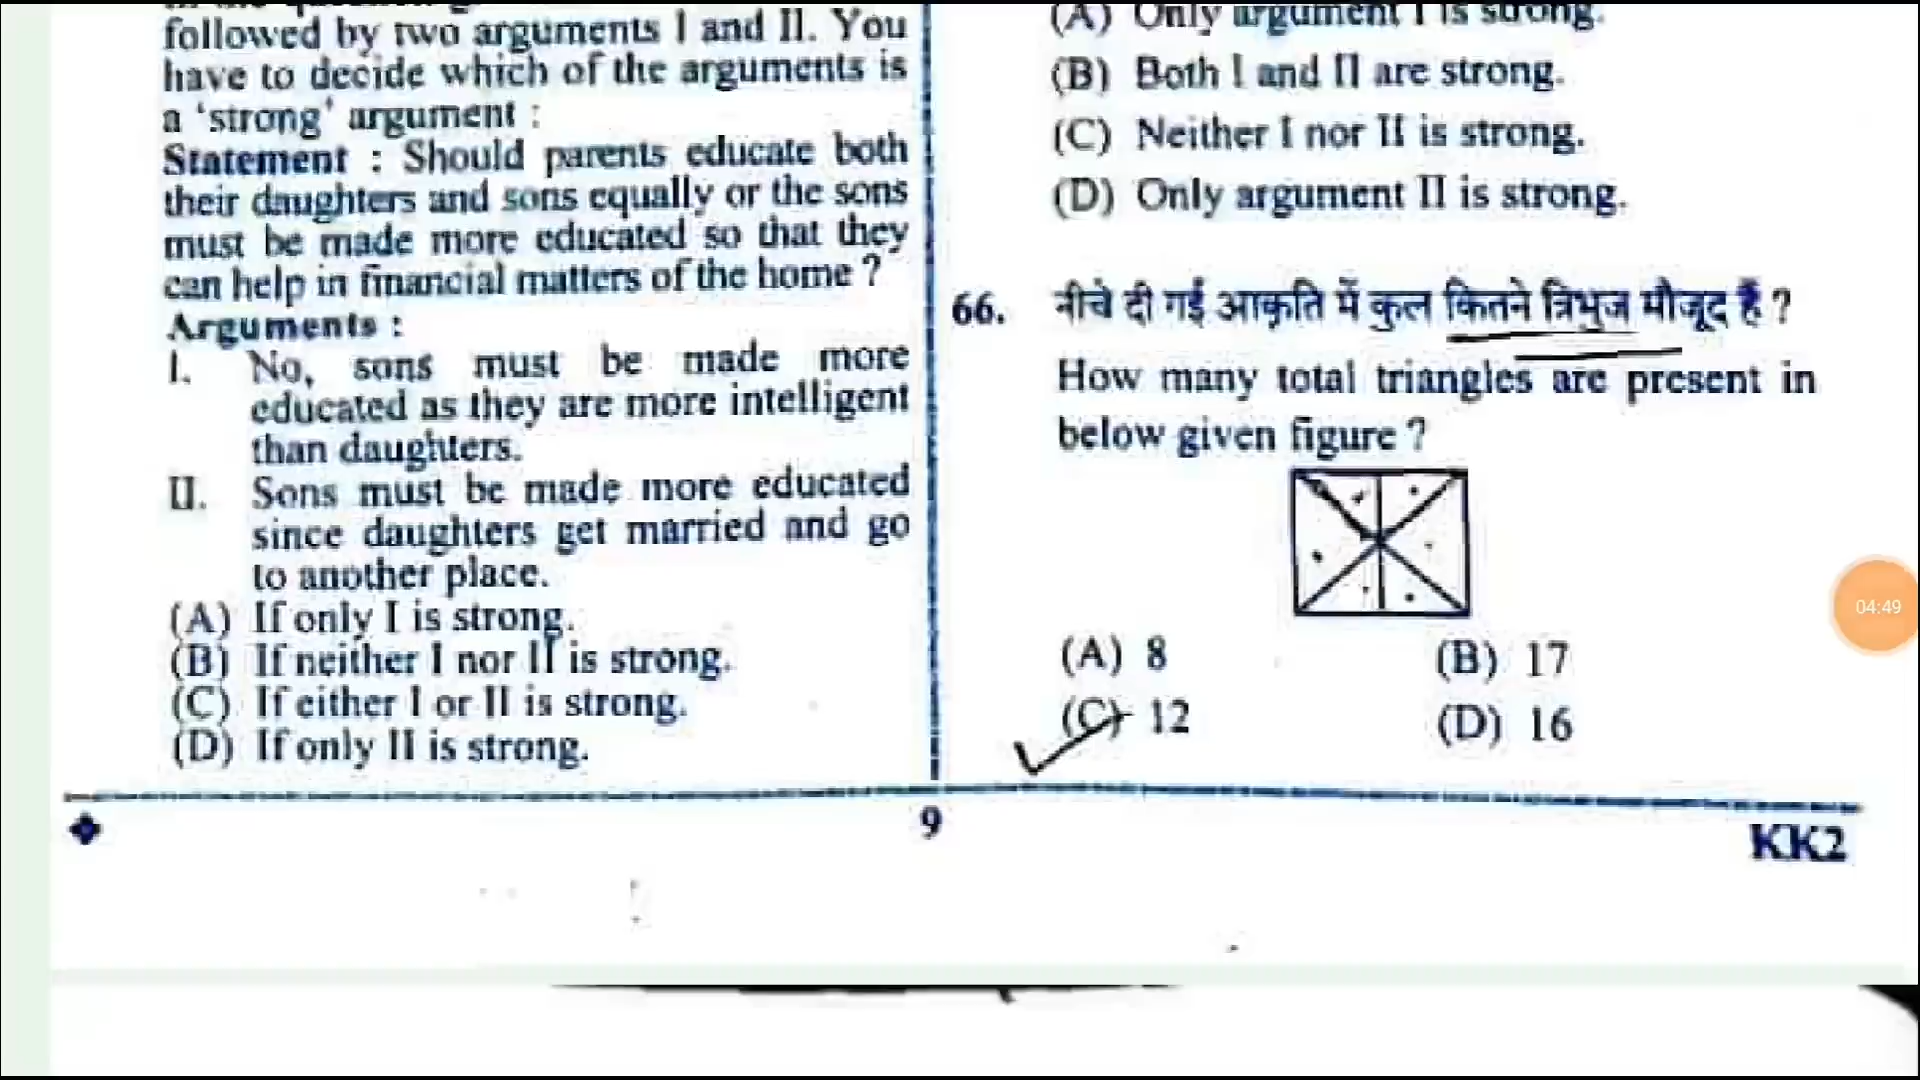 followed by two arguments I and II. You
have to decide which of the arguments is
a 'strong' argument :
Statement : Should parents educate both
their daughters and sons equally or the sons
must be made more educated so that they
can help in financial matters of the home ?
Arguments :
I. No, sons must be made more
educated as they are more intelligent
than daughters.
II. Sons must be made more educated
since daughters get married and go
to another place.
(A) If only I is strong.
(B) If neither I nor II is strong.
(C) If either I or II is strong.
(D) If only II is strong.
(A) Only argument I is strong.
(B) Both I and II are strong.
(C) Neither I nor II is strong.
(D) Only argument II is strong.
66. नीचे दी गई आकृति में कुल कितने त्रिभुज मौजूद हैं ?
How many total triangles are present in
below given figure ?
(A) 8 (B) 17
(C) 12 (D) 16
9
KK2
04:49